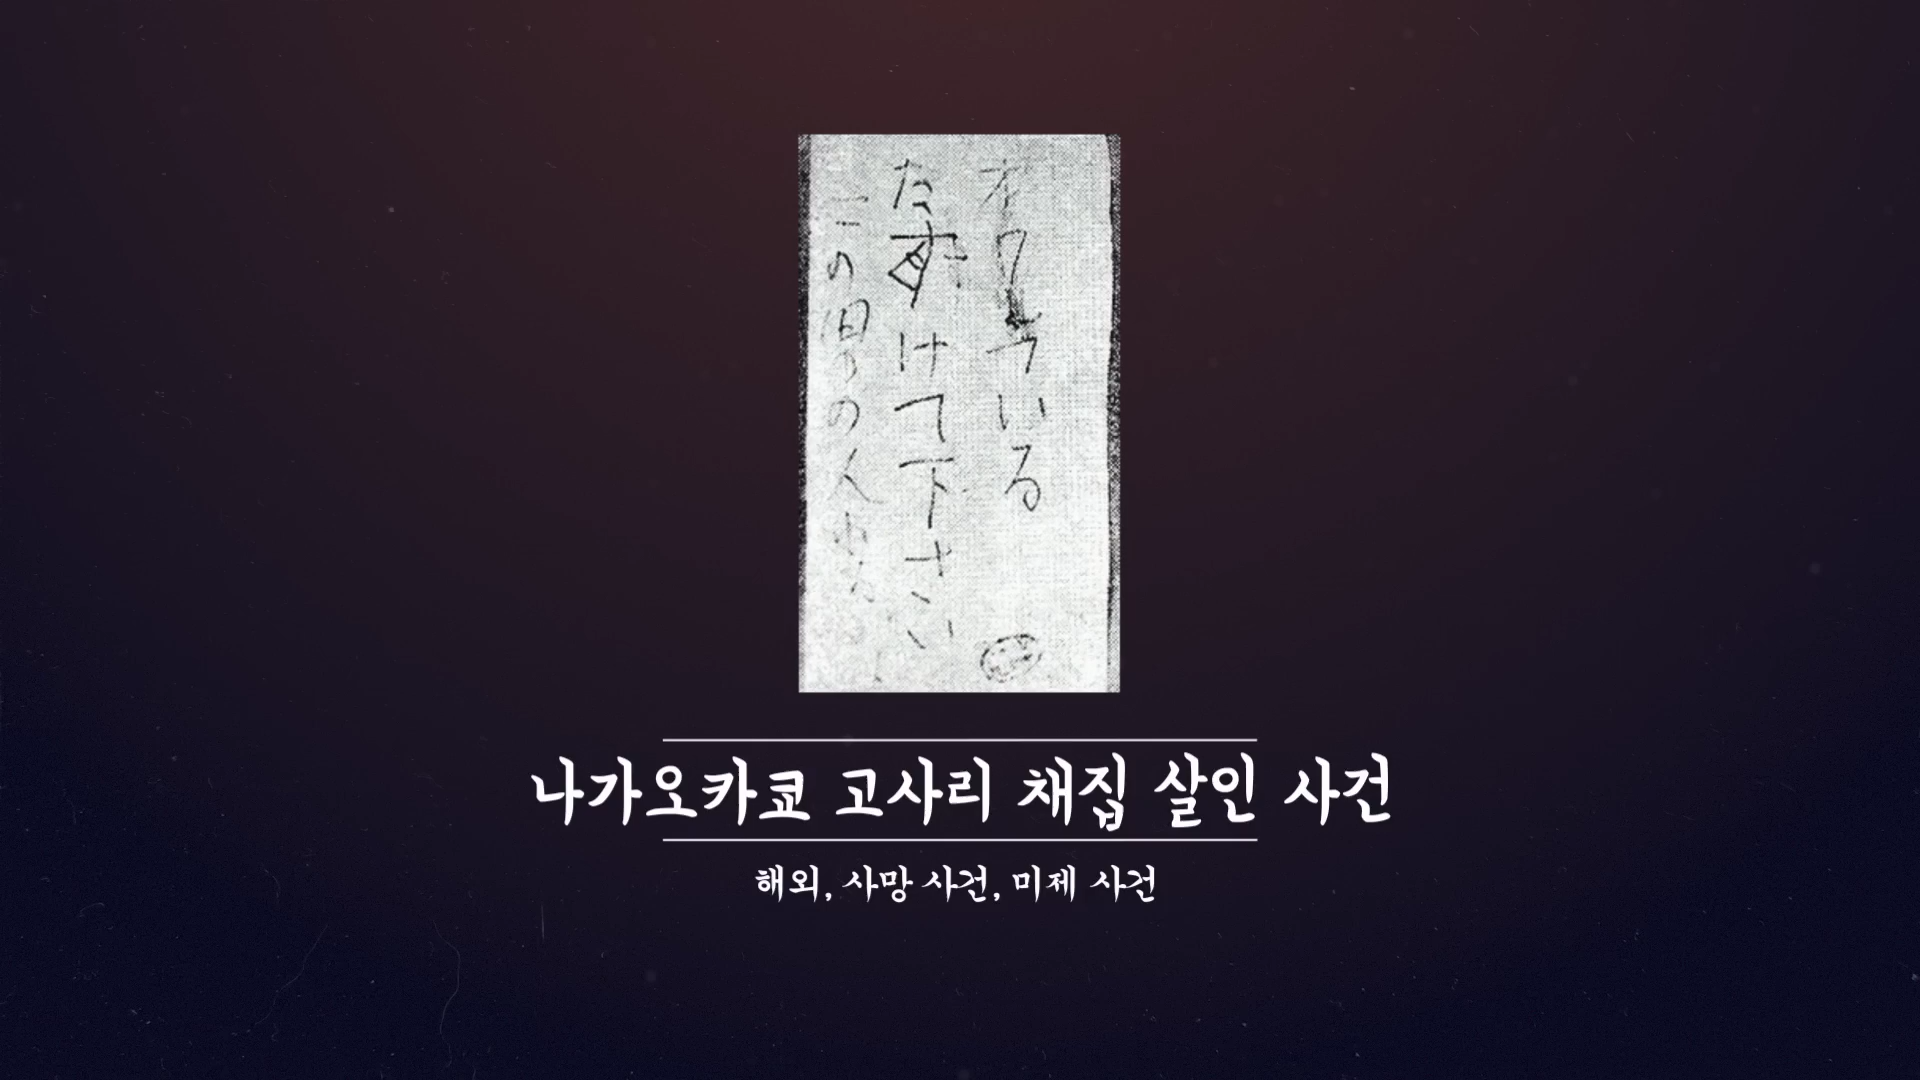 オワている
たすけて下さい
この男の人
나가오카쿄 고사리 채집 살인 사건
해외, 사망 사건, 미제 사건